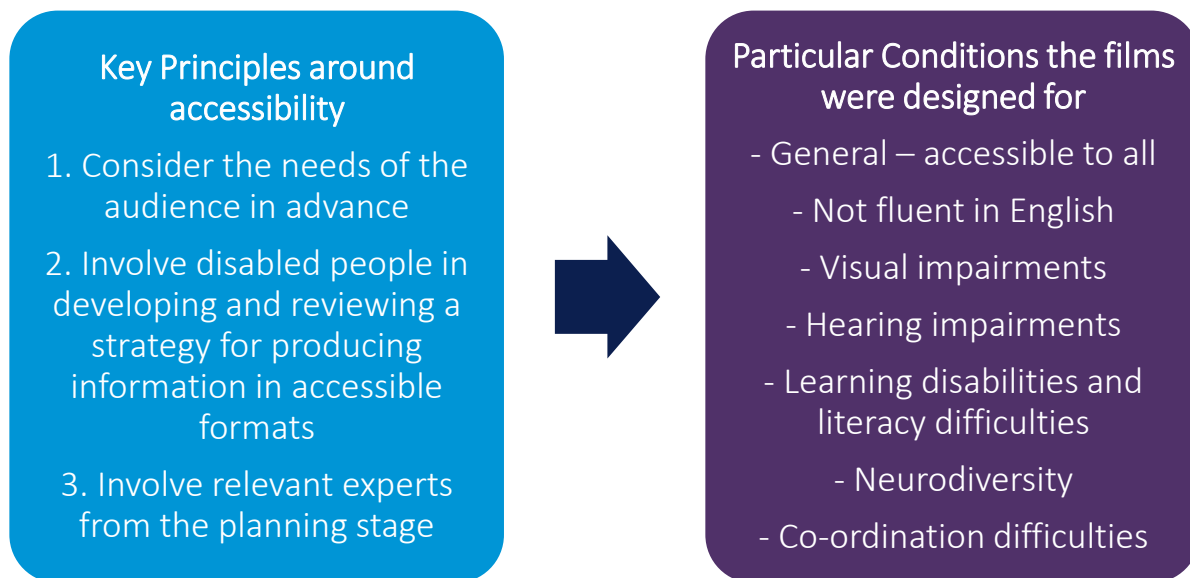 Key Principles around
accessibility
1. Consider the needs of the
audience in advance
2. Involve disabled people in
developing and reviewing a
strategy for producing
information in accessible
formats
3. Involve relevant experts
from the planning stage
Particular Conditions the films
were designed for
- General – accessible to all
- Not fluent in English
- Visual impairments
- Hearing impairments
- Learning disabilities and
literacy difficulties
- Neurodiversity
- Co-ordination difficulties